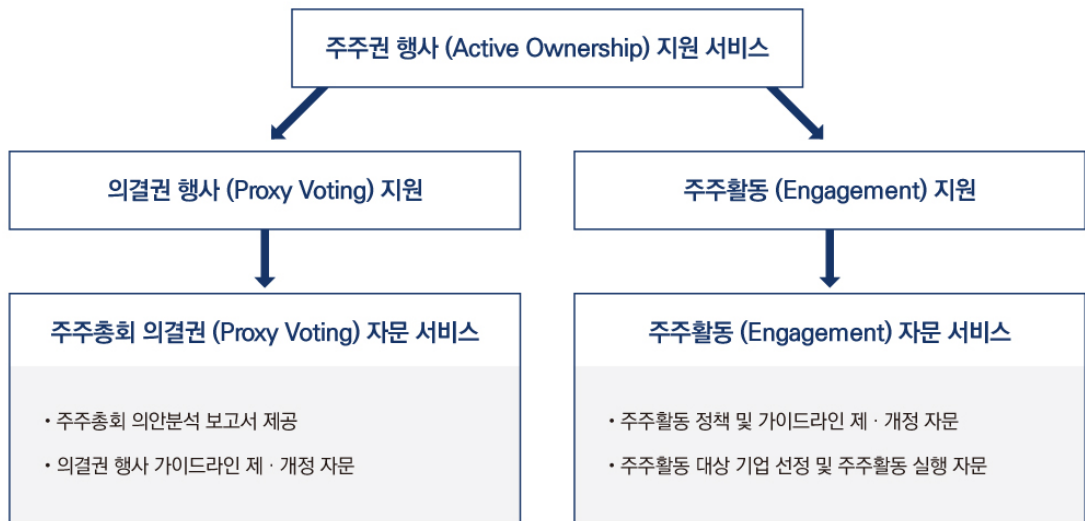 주주권 행사 (Active Ownership) 지원 서비스
의결권 행사 (Proxy Voting) 지원
주주활동 (Engagement) 지원
주주총회 의결권 (Proxy Voting) 자문 서비스
• 주주총회 의안분석 보고서 제공
• 의결권 행사 가이드라인 제 · 개정 자문
주주활동 (Engagement) 자문 서비스
• 주주활동 정책 및 가이드라인 제 · 개정 자문
• 주주활동 대상 기업 선정 및 주주활동 실행 자문